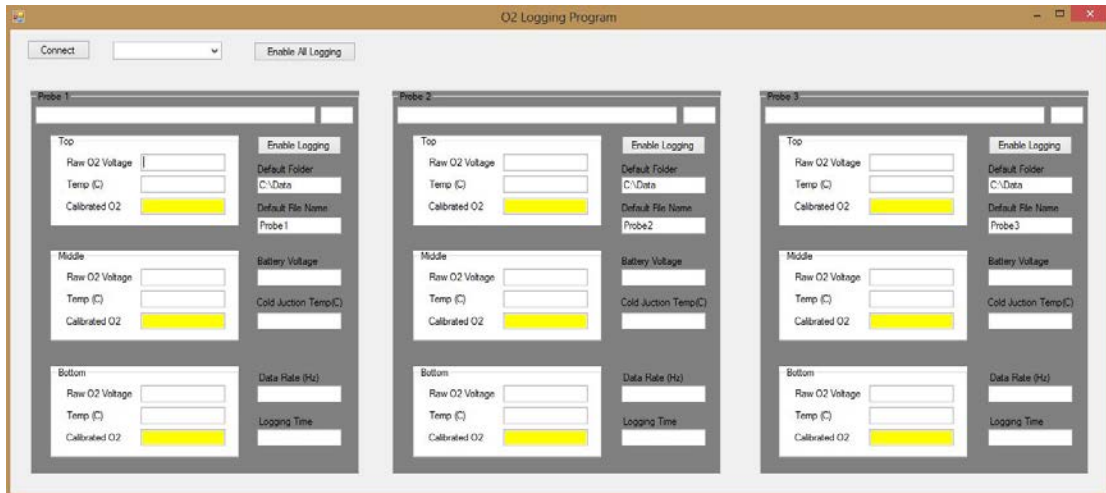 O2 Logging Program
Connect
Enable All Logging
Probe 1
Top
Raw O2 Voltage
Temp (C)
Calibrated O2
Enable Logging
Default Folder
C:\Data
Default File Name
Probe1
Middle
Raw O2 Voltage
Temp (C)
Calibrated O2
Battery Voltage
Cold Juction Temp(C)
Bottom
Raw O2 Voltage
Temp (C)
Calibrated O2
Data Rate (Hz)
Logging Time
Probe 2
Top
Raw O2 Voltage
Temp (C)
Calibrated O2
Enable Logging
Default Folder
C:\Data
Default File Name
Probe2
Middle
Raw O2 Voltage
Temp (C)
Calibrated O2
Battery Voltage
Cold Juction Temp(C)
Bottom
Raw O2 Voltage
Temp (C)
Calibrated O2
Data Rate (Hz)
Logging Time
Probe 3
Top
Raw O2 Voltage
Temp (C)
Calibrated O2
Enable Logging
Default Folder
C:\Data
Default File Name
Probe3
Middle
Raw O2 Voltage
Temp (C)
Calibrated O2
Battery Voltage
Cold Juction Temp(C)
Bottom
Raw O2 Voltage
Temp (C)
Calibrated O2
Data Rate (Hz)
Logging Time